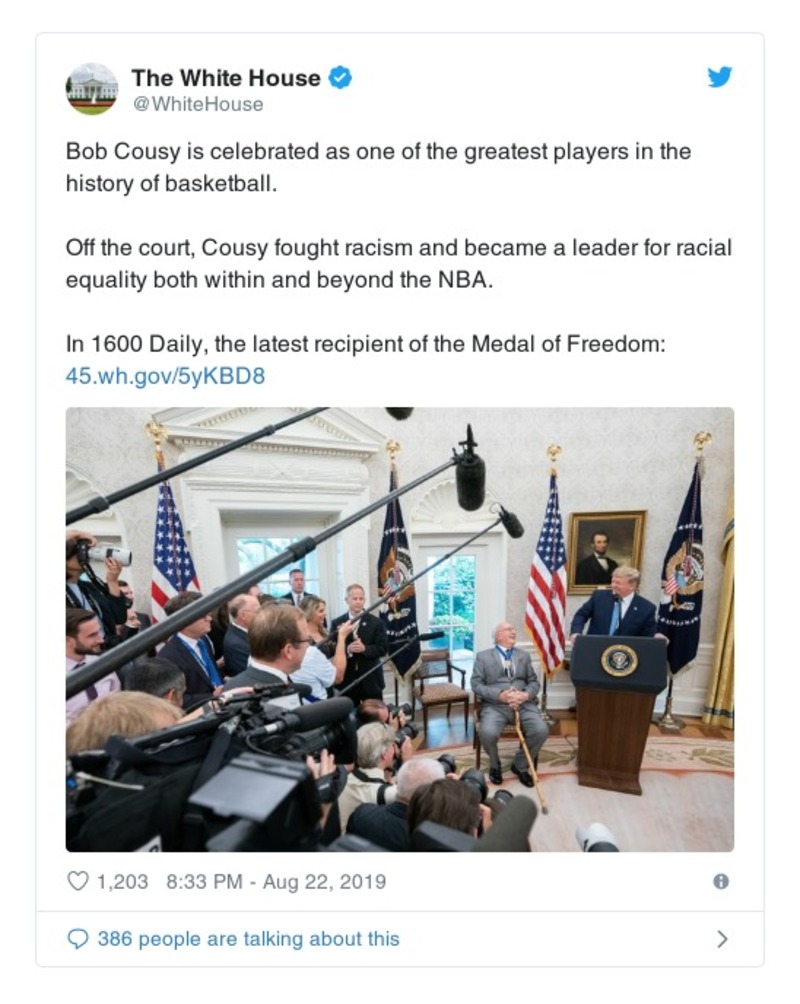 The White House
@WhiteHouse
Bob Cousy is celebrated as one of the greatest players in the
history of basketball.
Off the court, Cousy fought racism and became a leader for racial
equality both within and beyond the NBA.
In 1600 Daily, the latest recipient of the Medal of Freedom:
45.wh.gov/5yKBD8
1,203 8:33 PM - Aug 22, 2019
386 people are talking about this